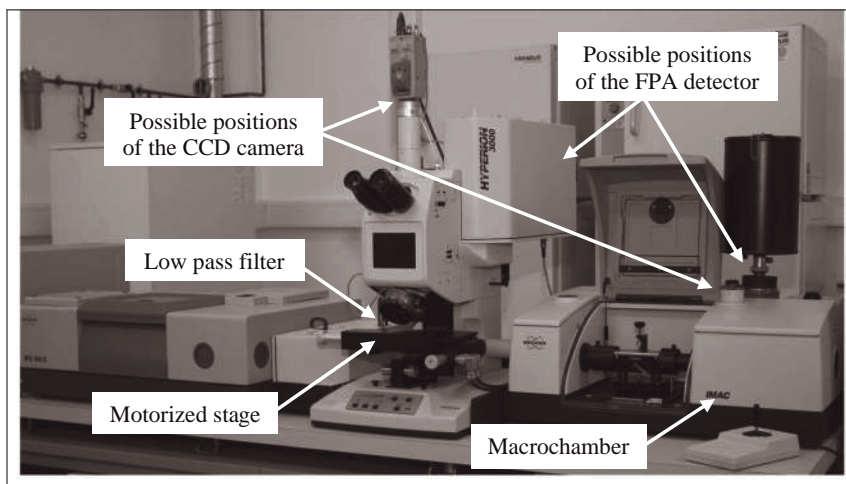 Possible positions
of the FPA detector
Possible positions
of the CCD camera
HYPERION
3000
Low pass filter
Motorized stage
IMAC
Macrochamber